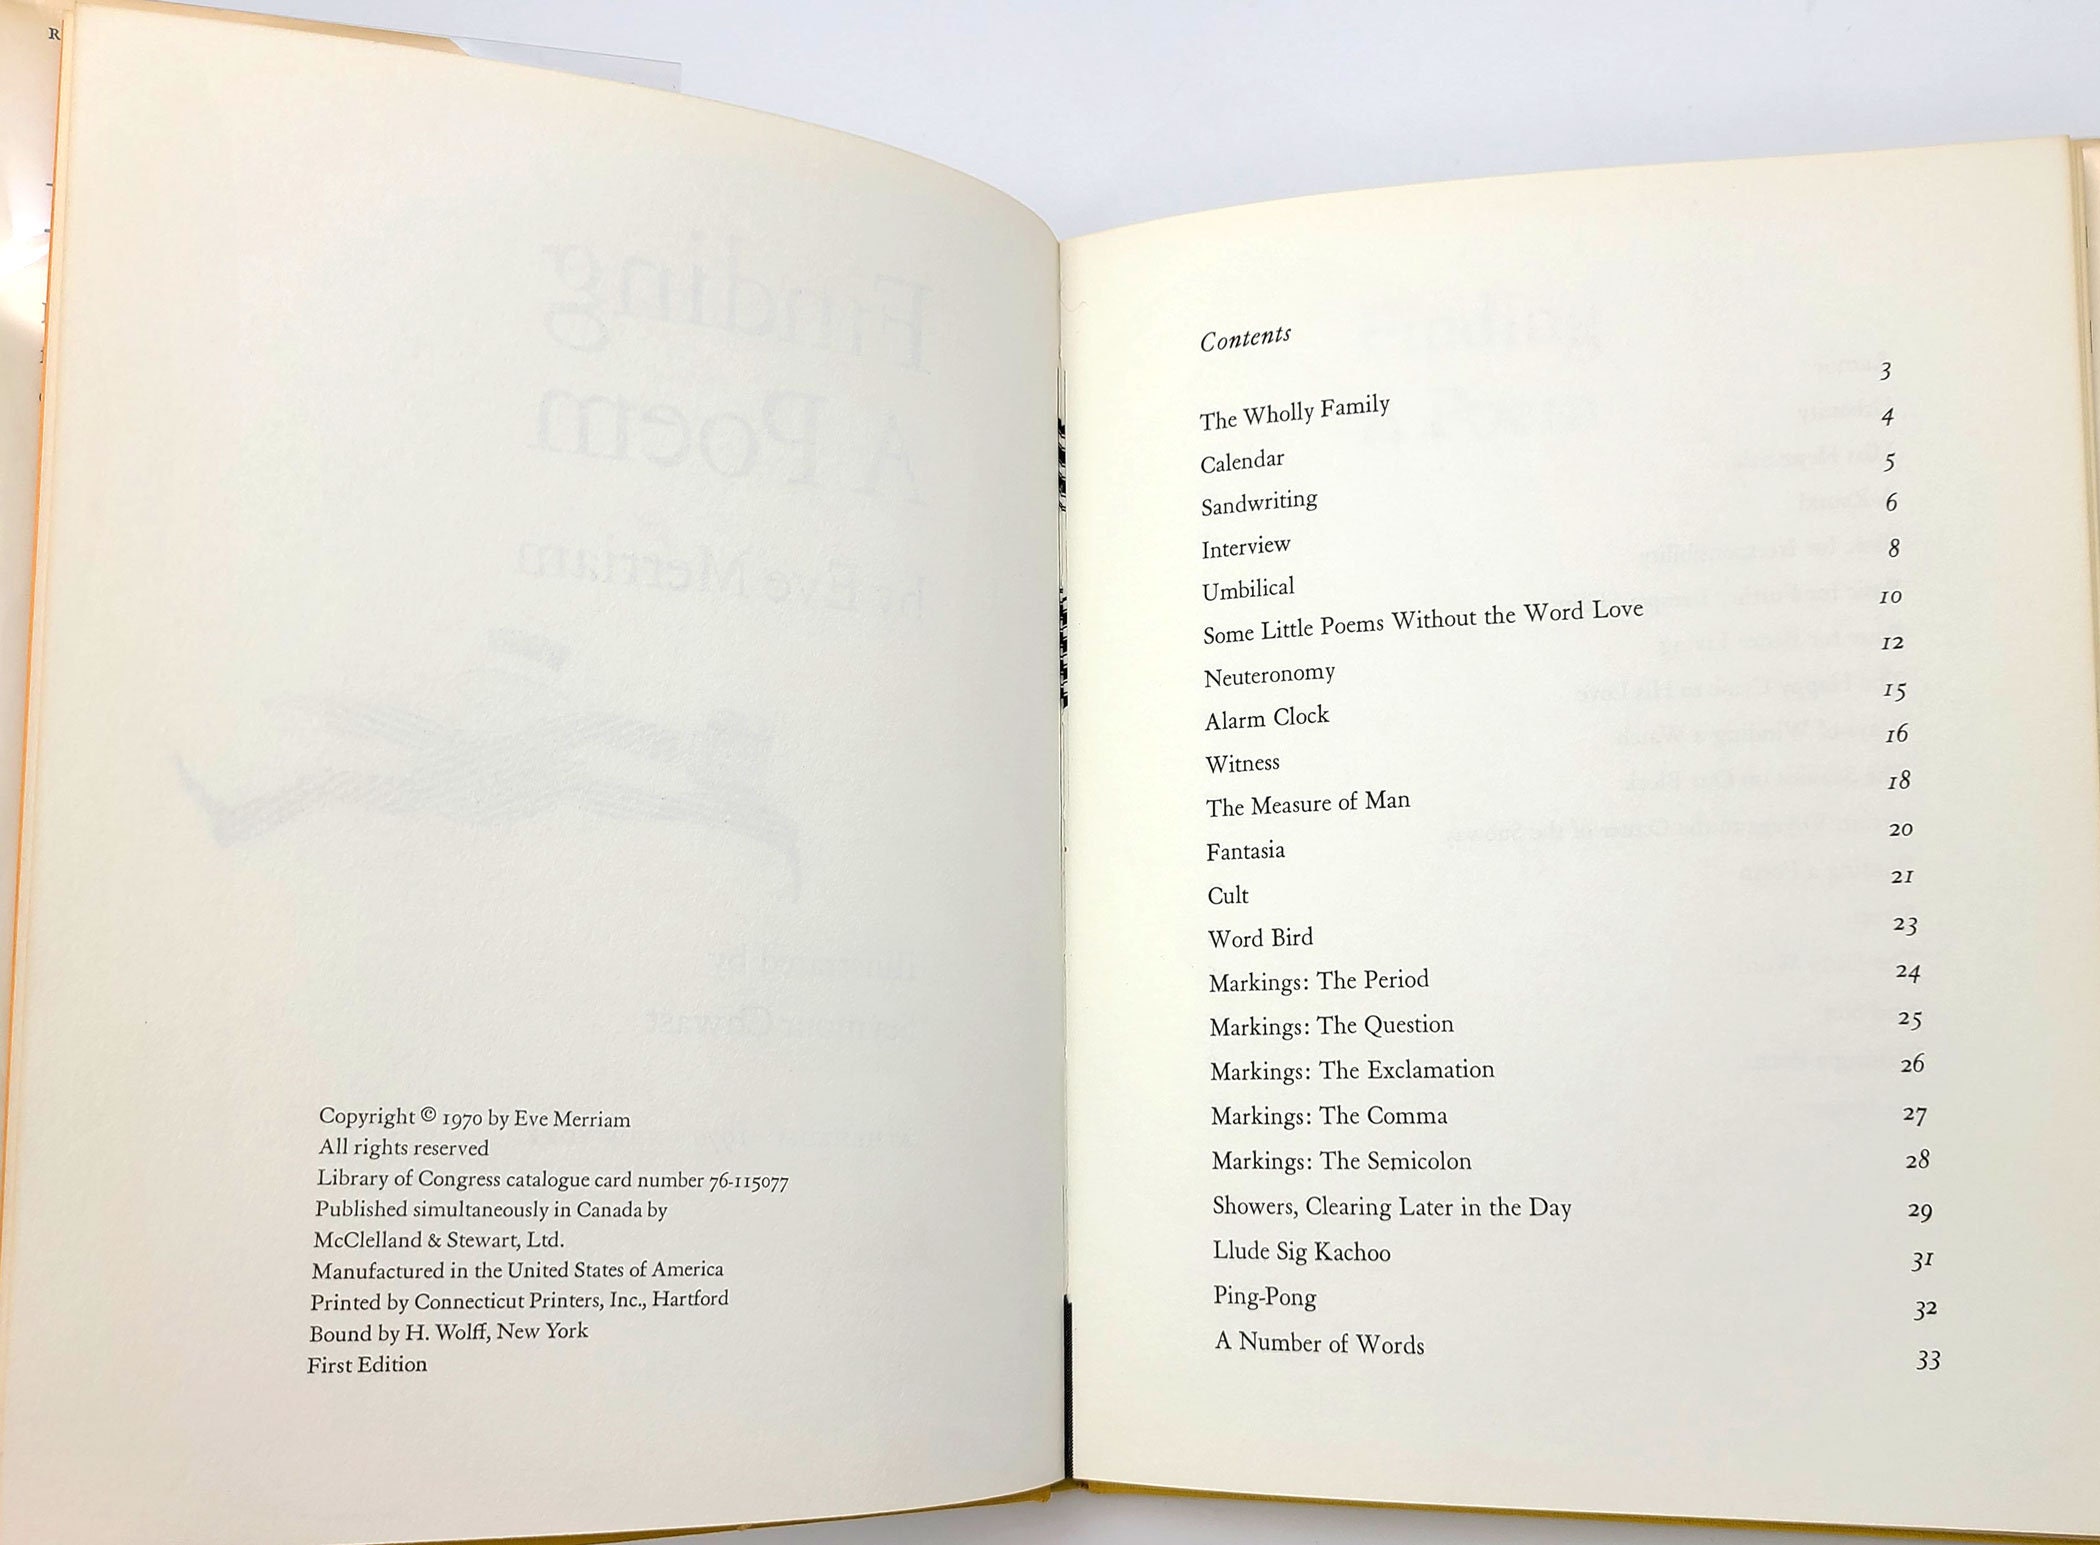 Copyright © 1970 by Eve Merriam
All rights reserved
Library of Congress catalogue card number 76-115077
Published simultaneously in Canada by
McClelland & Stewart, Ltd.
Manufactured in the United States of America
Printed by Connecticut Printers, Inc., Hartford
Bound by H. Wolff, New York
First Edition
Contents
The Wholly Family 3
Calendar 4
Sandwriting 5
Interview 6
Umbilical 8
Some Little Poems Without the Word Love 10
Neuteronomy 12
Alarm Clock 15
Witness 16
The Measure of Man 18
Fantasia 20
Cult 21
Word Bird 23
Markings: The Period 24
Markings: The Question 25
Markings: The Exclamation 26
Markings: The Comma 27
Markings: The Semicolon 28
Showers, Clearing Later in the Day 29
Llude Sig Kachoo 31
Ping-Pong 32
A Number of Words 33